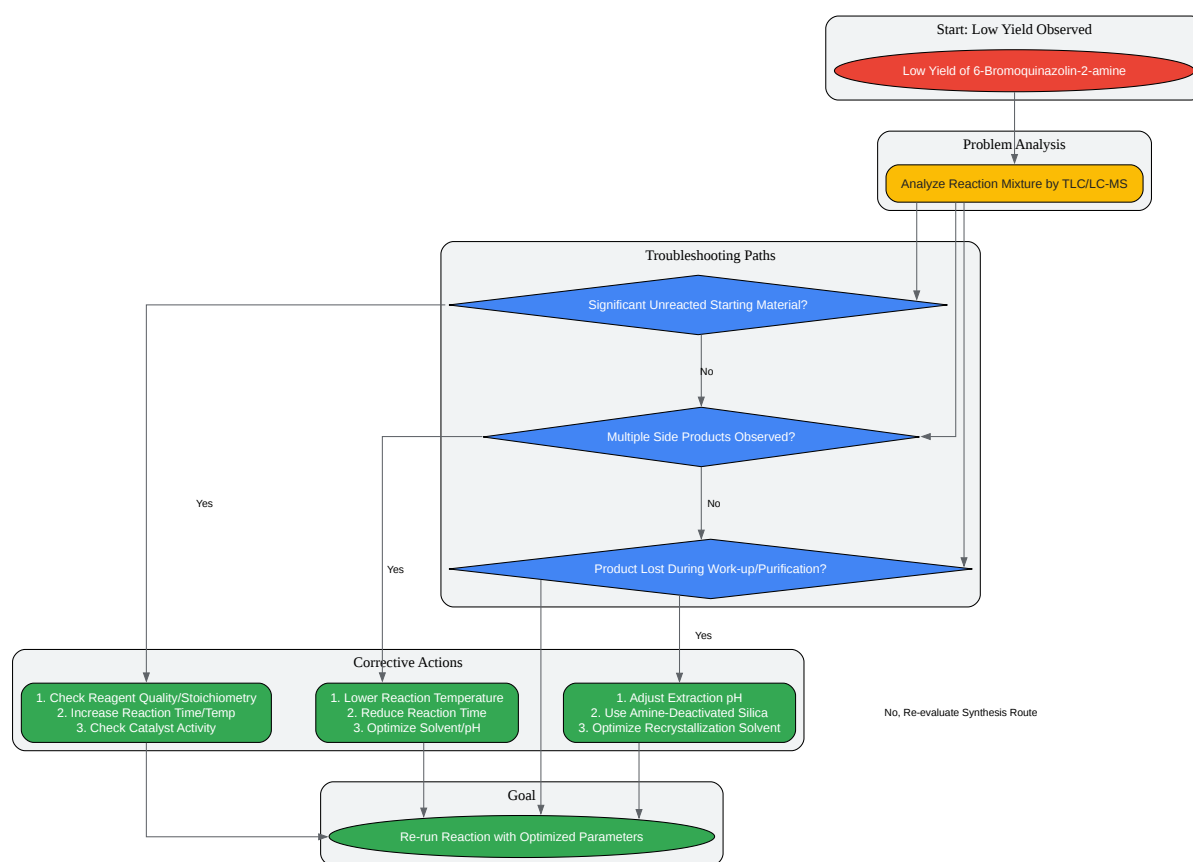 Start: Low Yield Observed
Low Yield of 6-Bromoquinazolin-2-amine
Problem Analysis
Analyze Reaction Mixture by TLC/LC-MS
Troubleshooting Paths
Significant Unreacted Starting Material?
No
Multiple Side Products Observed?
Yes
No
Yes
Product Lost During Work-up/Purification?
Yes
Corrective Actions
1. Check Reagent Quality/Stoichiometry
2. Increase Reaction Time/Temp
3. Check Catalyst Activity
1. Lower Reaction Temperature
2. Reduce Reaction Time
3. Optimize Solvent/pH
1. Adjust Extraction pH
2. Use Amine-Deactivated Silica
3. Optimize Recrystallization Solvent
No, Re-evaluate Synthesis Route
Goal
Re-run Reaction with Optimized Parameters